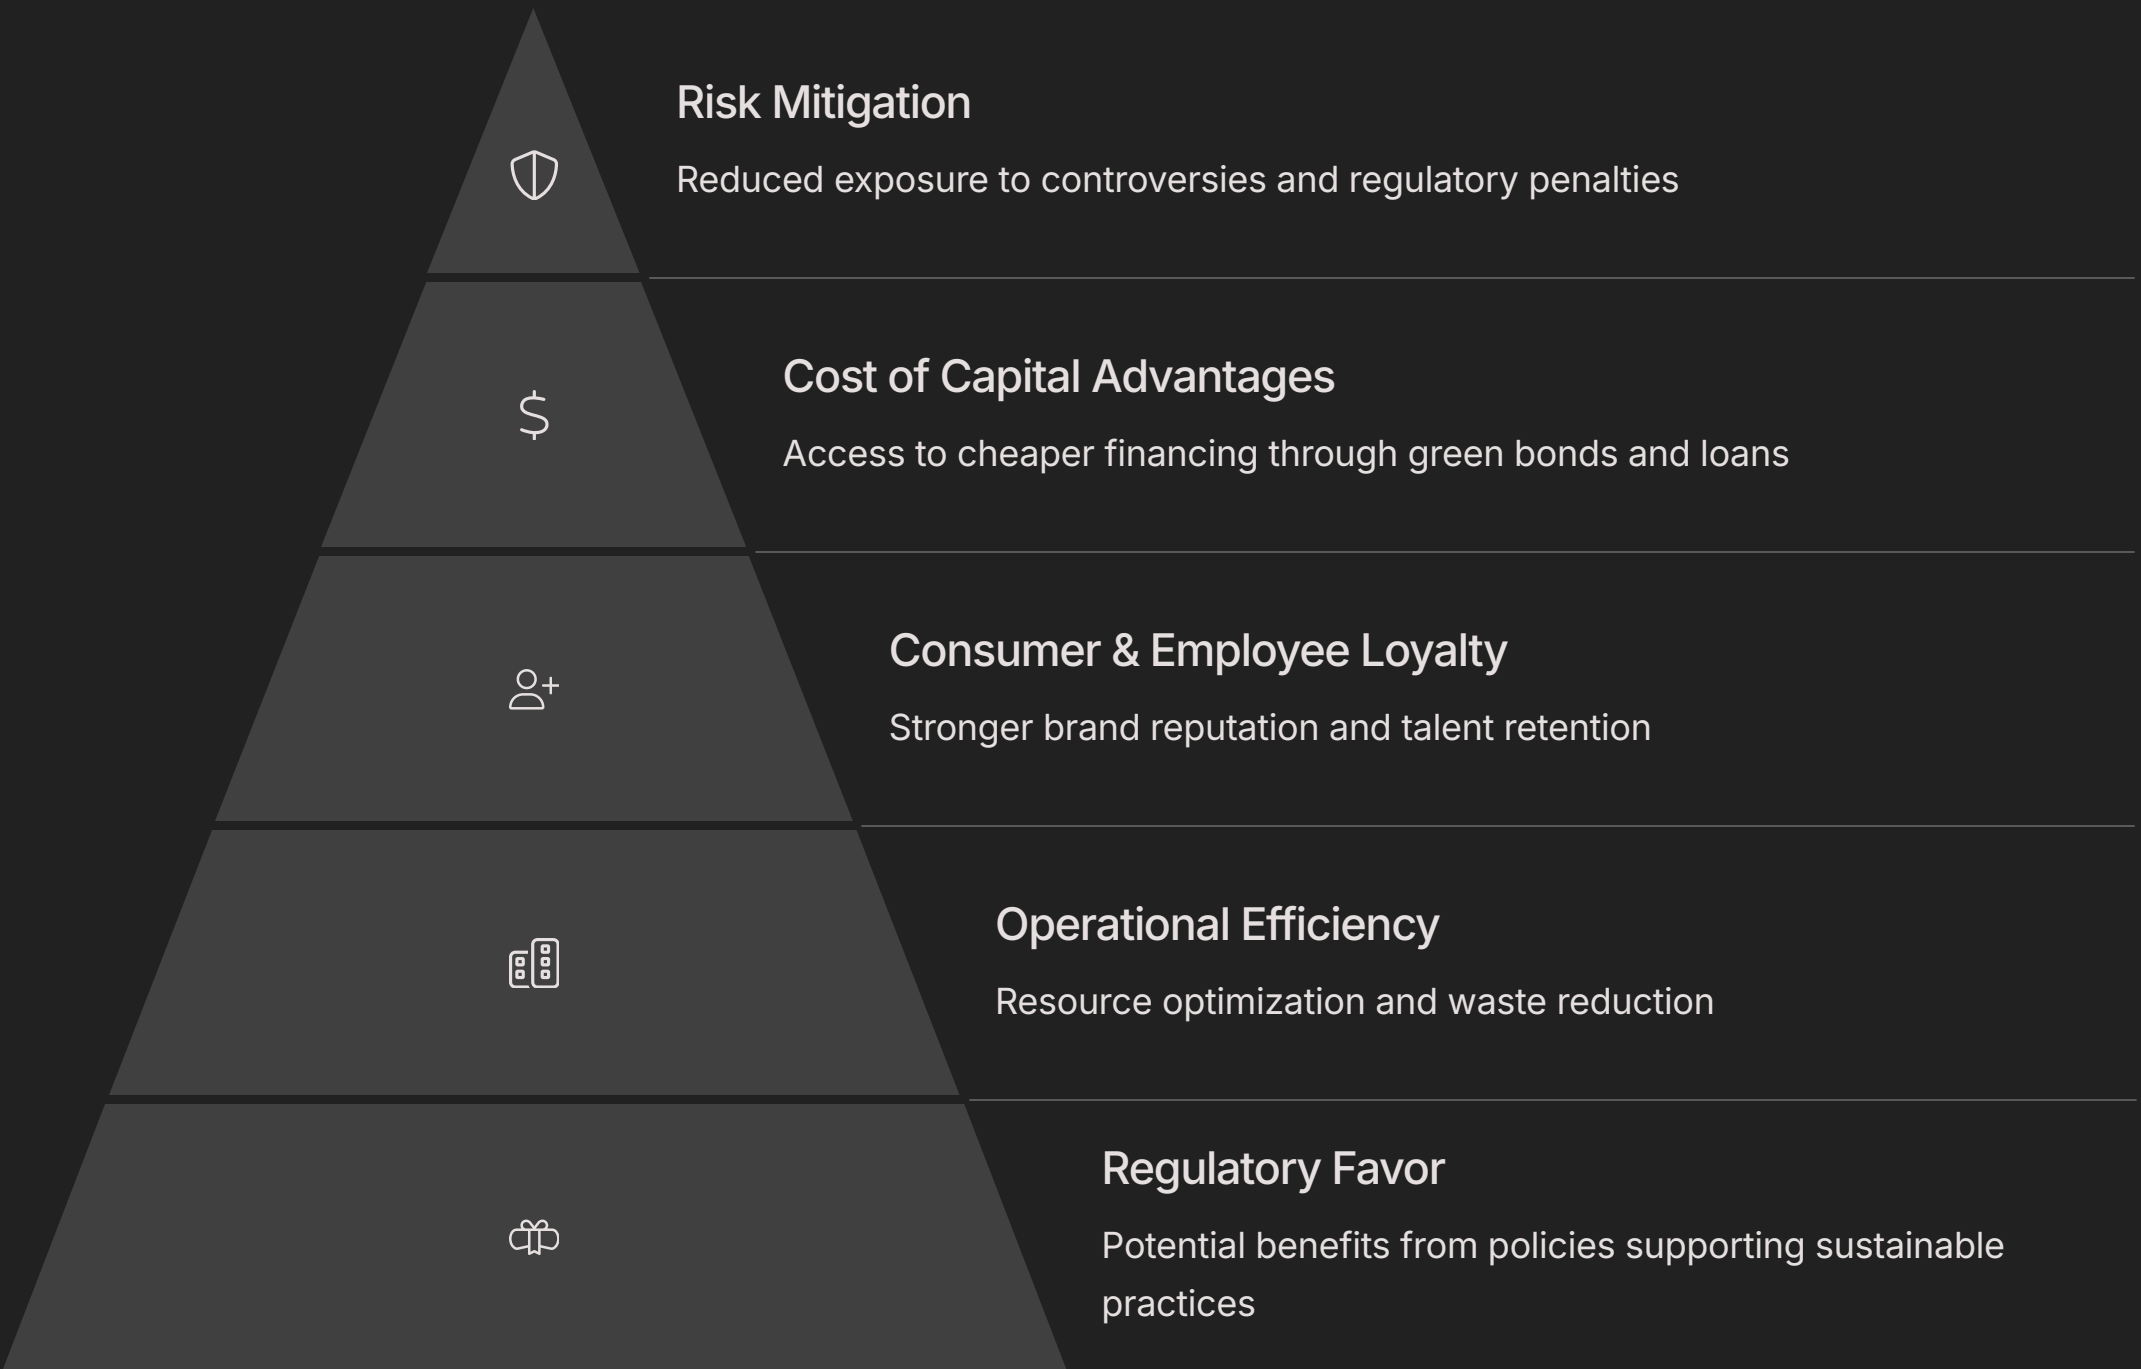 Risk Mitigation
Reduced exposure to controversies and regulatory penalties
Cost of Capital Advantages
Access to cheaper financing through green bonds and loans
Consumer & Employee Loyalty
Stronger brand reputation and talent retention
Operational Efficiency
Resource optimization and waste reduction
Regulatory Favor
Potential benefits from policies supporting sustainable
practices